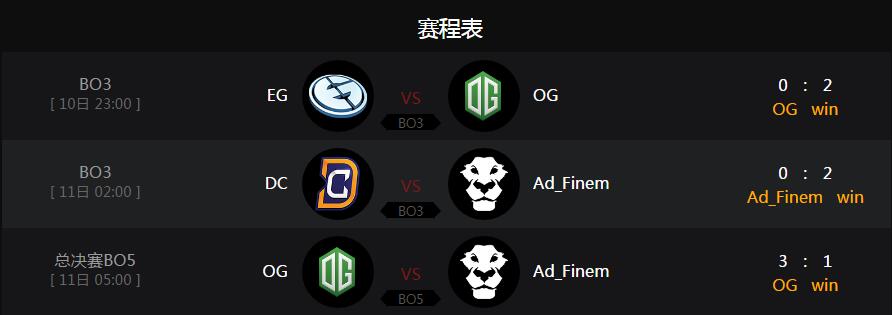 赛程表
BO3
[ 10日 23:00 ]
EG VS OG
BO3
0 : 2
OG win
BO3
[ 11日 02:00 ]
DC VS Ad_Finem
BO3
0 : 2
Ad_Finem win
总决赛BO5
[ 11日 05:00 ]
OG VS Ad_Finem
BO5
3 : 1
OG win